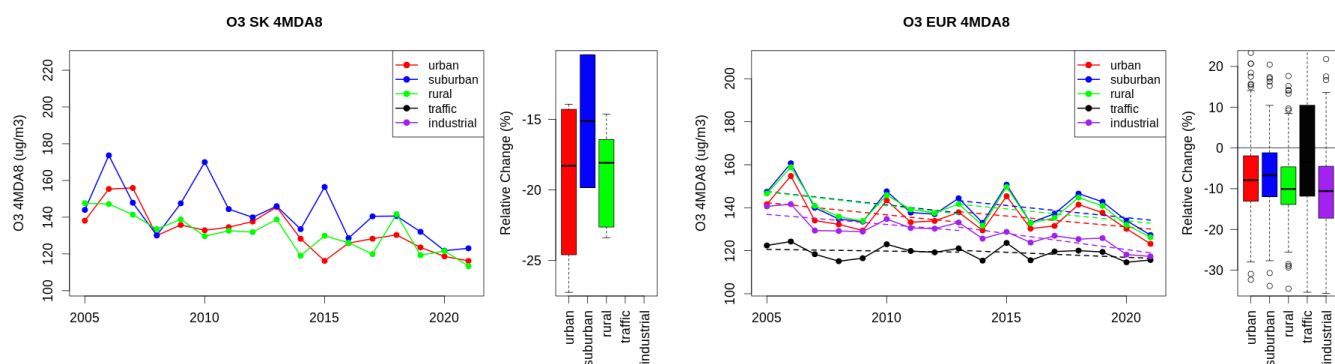 O3 SK 4MDA8
O3 4MDA8 (ug/m3)
220
200
180
160
140
120
100
2005
2010
2015
2020
urban
suburban
rural
traffic
industrial
Relative Change (%)
-15
-20
-25
urban
suburban
rural
traffic
industrial
O3 EUR 4MDA8
O3 4MDA8 (ug/m3)
200
180
160
140
120
100
2005
2010
2015
2020
urban
suburban
rural
traffic
industrial
Relative Change (%)
20
10
0
-10
-20
-30
urban
suburban
rural
traffic
industrial